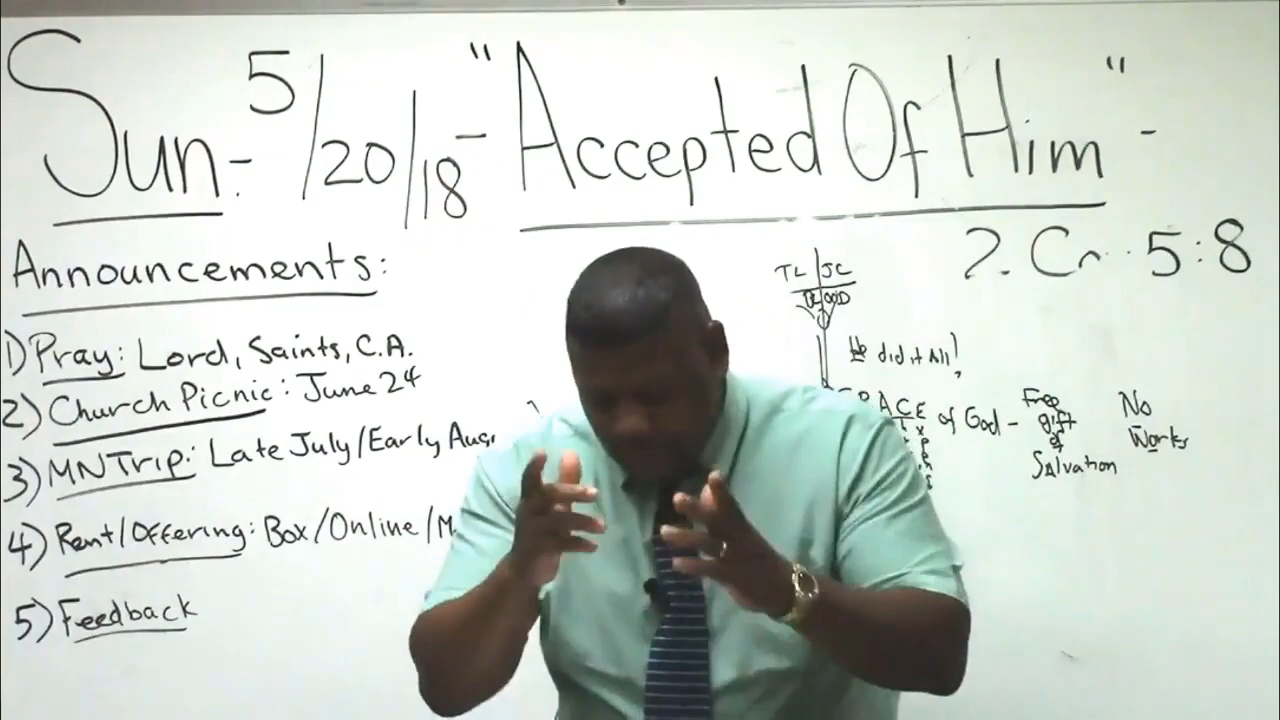 Sun- 5/20/18 - "Accepted Of Him" -
2. Co 5:8
Announcements:
1) Pray: Lord, Saints, C.A.
2) Church Picnic: June 24
3) MN Trip: Late July/Early Aug.
4) Rent/Offering: Box/Online/M
5) Feedback
TL JC
He did it All!
RACE of God - Free gift of Salvation
No Works